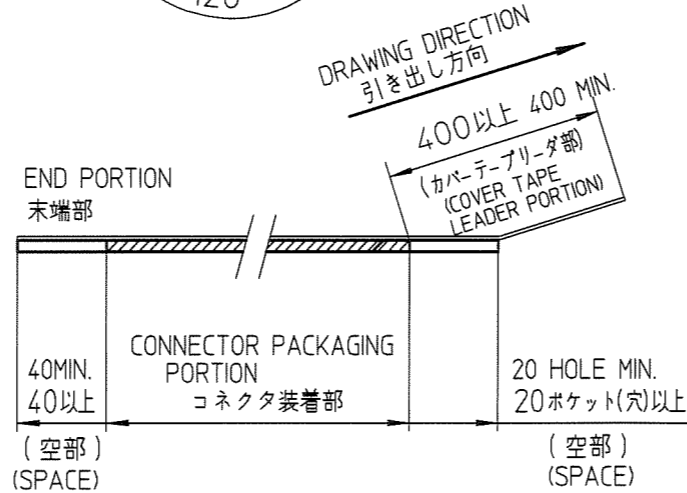 DRAWING DIRECTION
引き出し方向
400以上 400 MIN.
(カバーテープリーダ部)
(COVER TAPE
LEADER PORTION)
END PORTION
末端部
40MIN.
40以上
(空部)
(SPACE)
CONNECTOR PACKAGING
PORTION
コネクタ装着部
20 HOLE MIN.
20ポケット(穴)以上
(空部)
(SPACE)